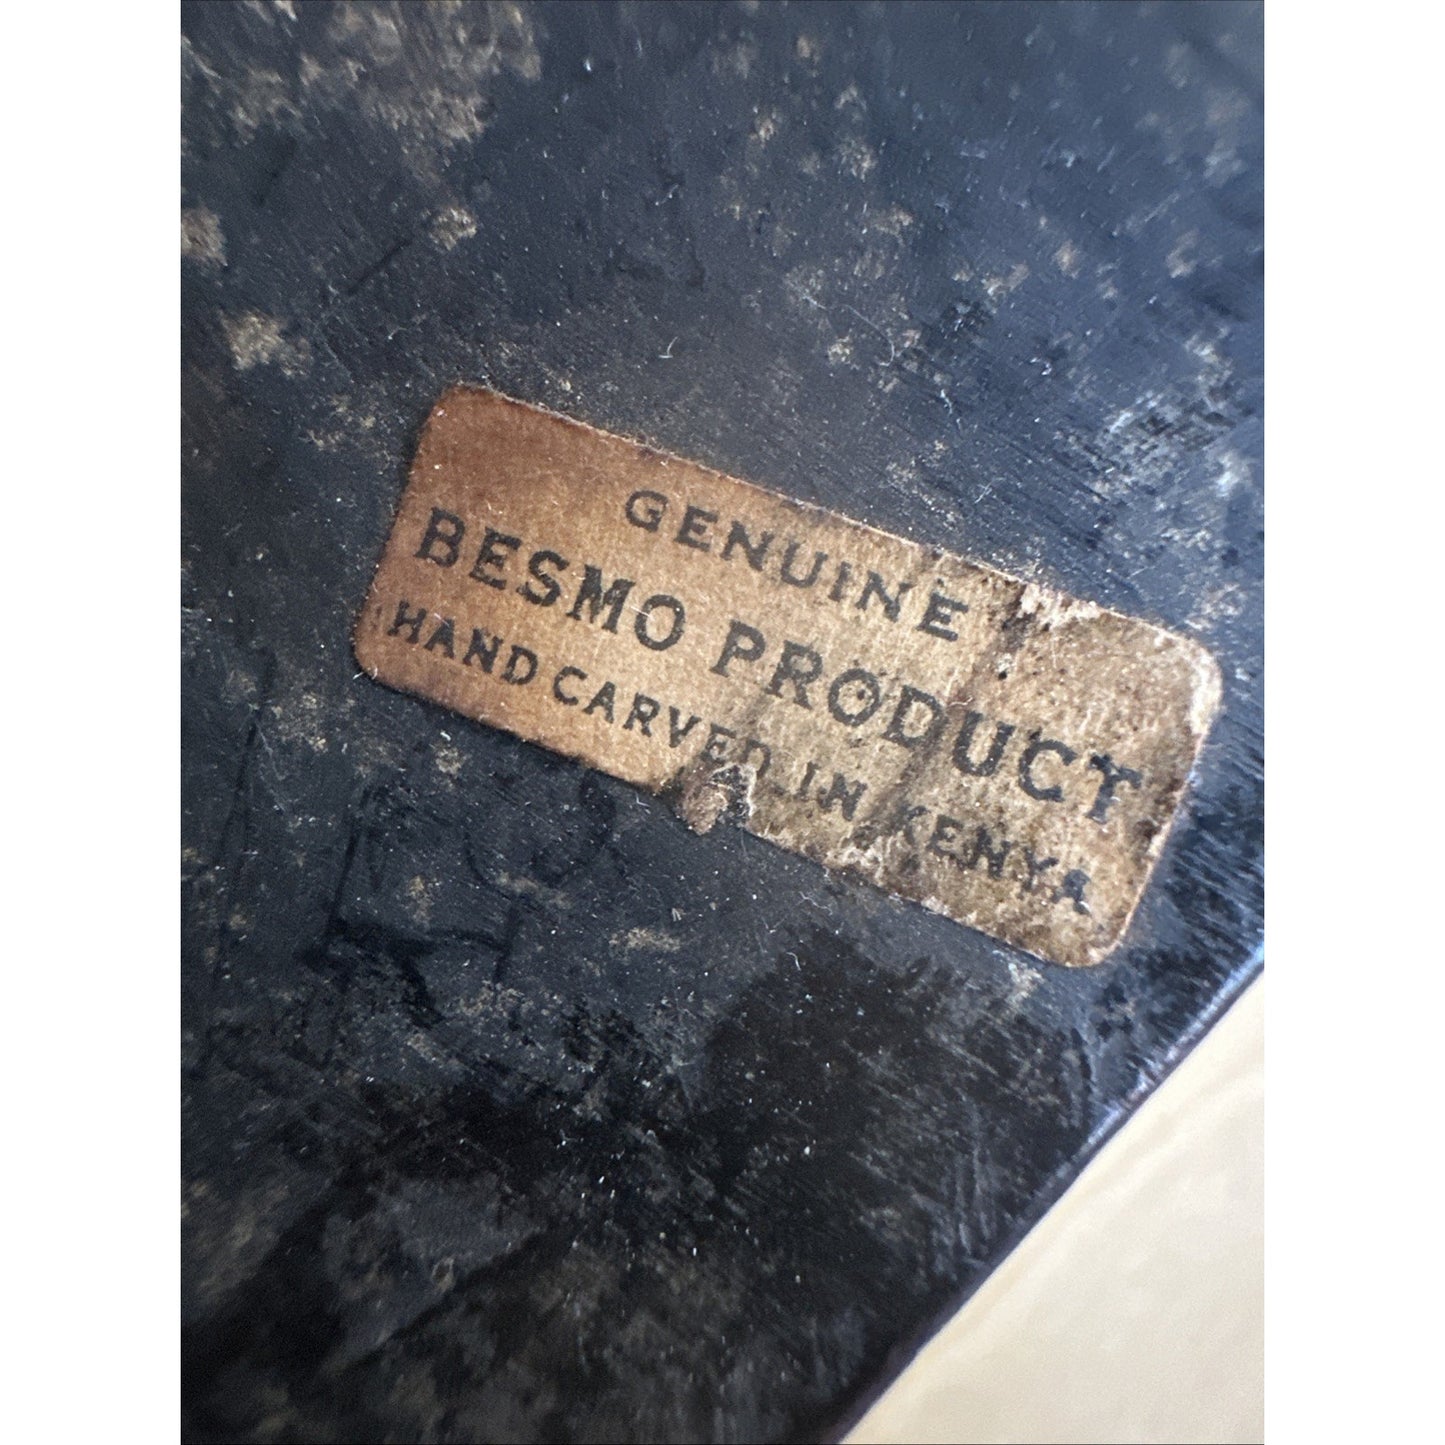 GENUINE
BESMO PRODUCT
HAND CARVED IN KENYA